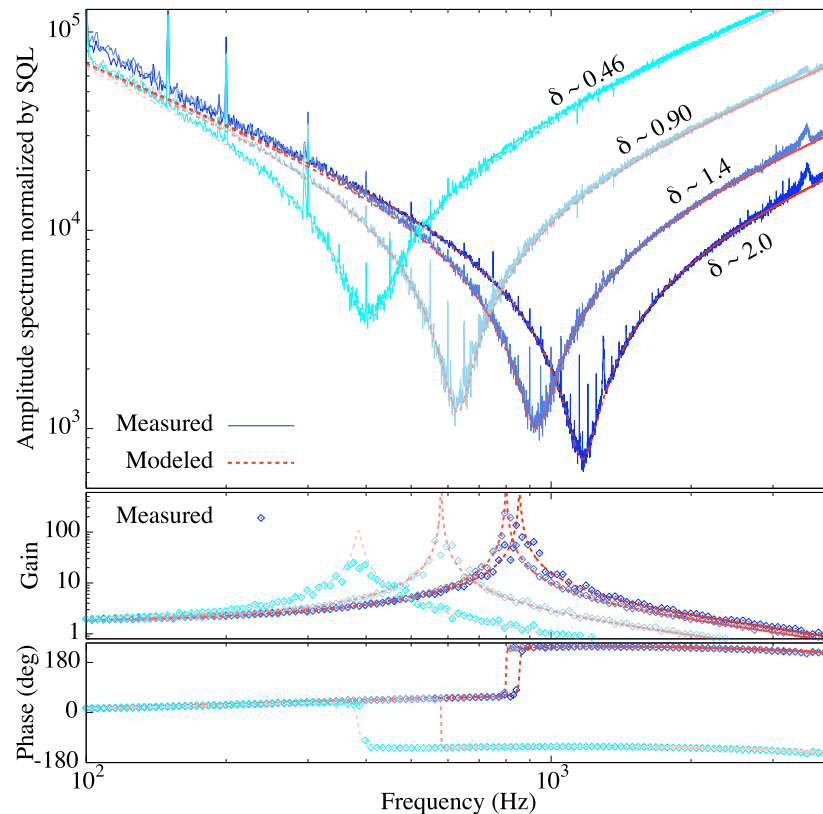 Amplitude spectrum normalized by SQL
10^5
10^4
10^3
δ ~ 0.46
δ ~ 0.90
δ ~ 1.4
δ ~ 2.0
Measured
Modeled
Gain
100
10
1
Measured
Phase (deg)
180
0
-180
10^2
10^3
Frequency (Hz)